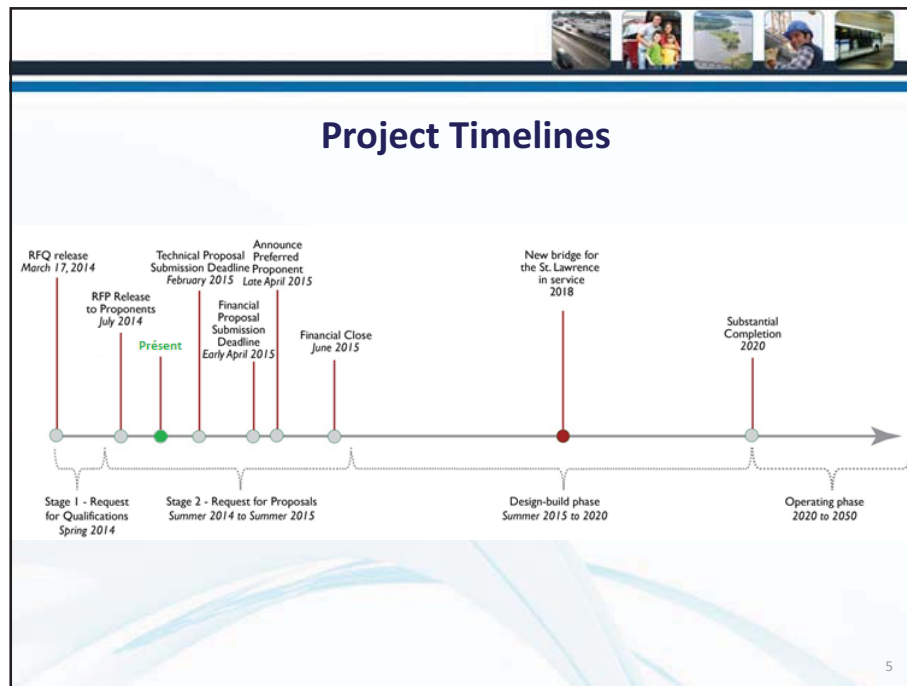 Project Timelines
RFQ release
March 17, 2014
RFP Release
to Proponents
July 2014
Présent
Technical Proposal
Submission Deadline
February 2015
Financial
Proposal
Submission
Deadline
Early April 2015
Announce
Preferred
Proponent
Late April 2015
Financial Close
June 2015
New bridge for
the St. Lawrence
in service
2018
Substantial
Completion
2020
Stage 1 - Request
for Qualifications
Spring 2014
Stage 2 - Request for Proposals
Summer 2014 to Summer 2015
Design-build phase
Summer 2015 to 2020
Operating phase
2020 to 2050
5